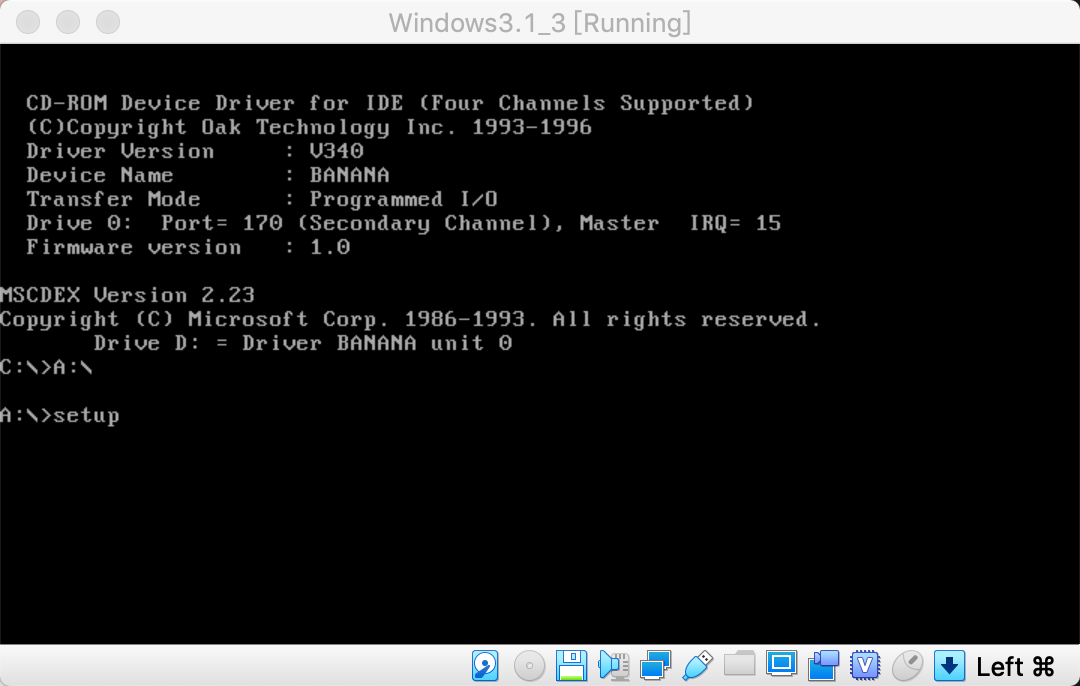 Windows3.1_3 [Running]
CD-ROM Device Driver for IDE (Four Channels Supported)
(C)Copyright Oak Technology Inc. 1993-1996
Driver Version : V340
Device Name : BANANA
Transfer Mode : Programmed I/O
Drive 0: Port= 170 (Secondary Channel), Master IRQ= 15
Firmware version : 1.0
MSCDEX Version 2.23
Copyright (C) Microsoft Corp. 1986-1993. All rights reserved.
Drive D: = Driver BANANA unit 0
C:\>A:\
A:\>setup
V
Left ⌘